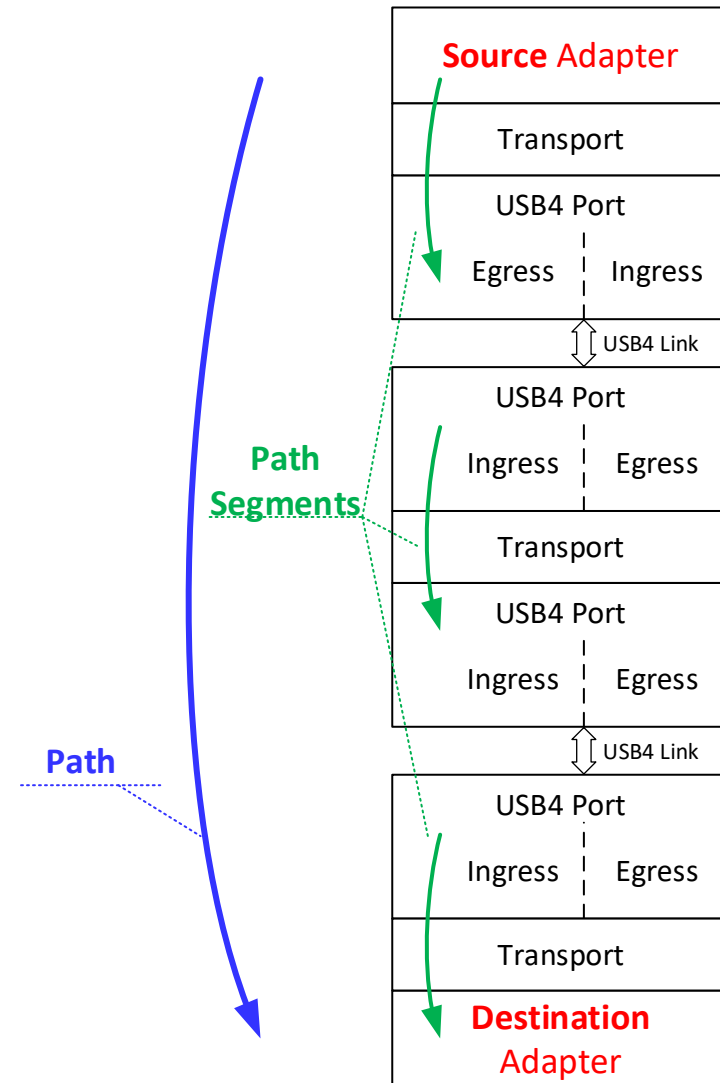 Source Adapter
Transport
USB4 Port
Egress Ingress
USB4 Link
USB4 Port
Ingress Egress
Path
Segments
Transport
USB4 Port
Ingress Egress
USB4 Link
Path
USB4 Port
Ingress Egress
Transport
Destination
Adapter